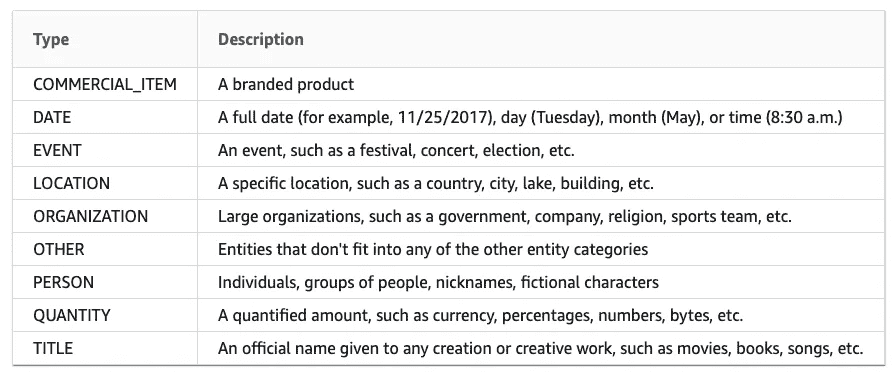 Type Description
COMMERCIAL_ITEM A branded product
DATE A full date (for example, 11/25/2017), day (Tuesday), month (May), or time (8:30 a.m.)
EVENT An event, such as a festival, concert, election, etc.
LOCATION A specific location, such as a country, city, lake, building, etc.
ORGANIZATION Large organizations, such as a government, company, religion, sports team, etc.
OTHER Entities that don't fit into any of the other entity categories
PERSON Individuals, groups of people, nicknames, fictional characters
QUANTITY A quantified amount, such as currency, percentages, numbers, bytes, etc.
TITLE An official name given to any creation or creative work, such as movies, books, songs, etc.